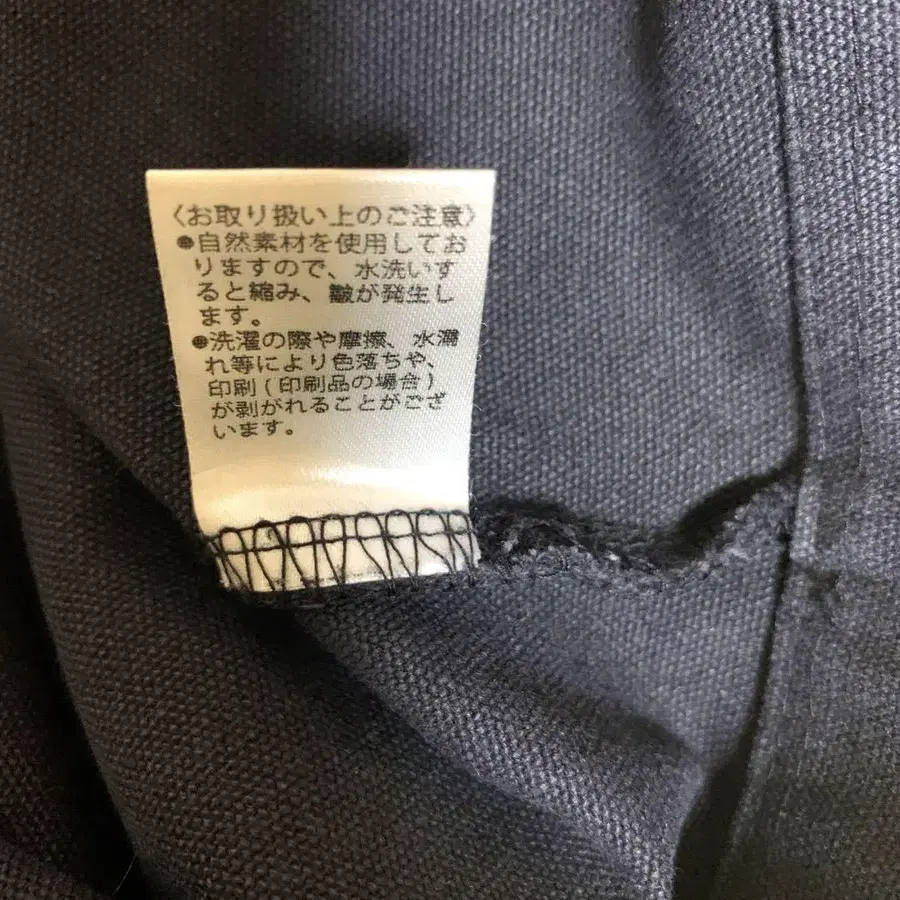 〈お取り扱い上のご注意〉
●自然素材を使用してお
りますので、水洗いす
ると縮み、皺が発生し
ます。
●洗濯の際や摩擦、水濡
れ等により色落ちや、
印刷(印刷品の場合)
が剥がれることがござ
います。